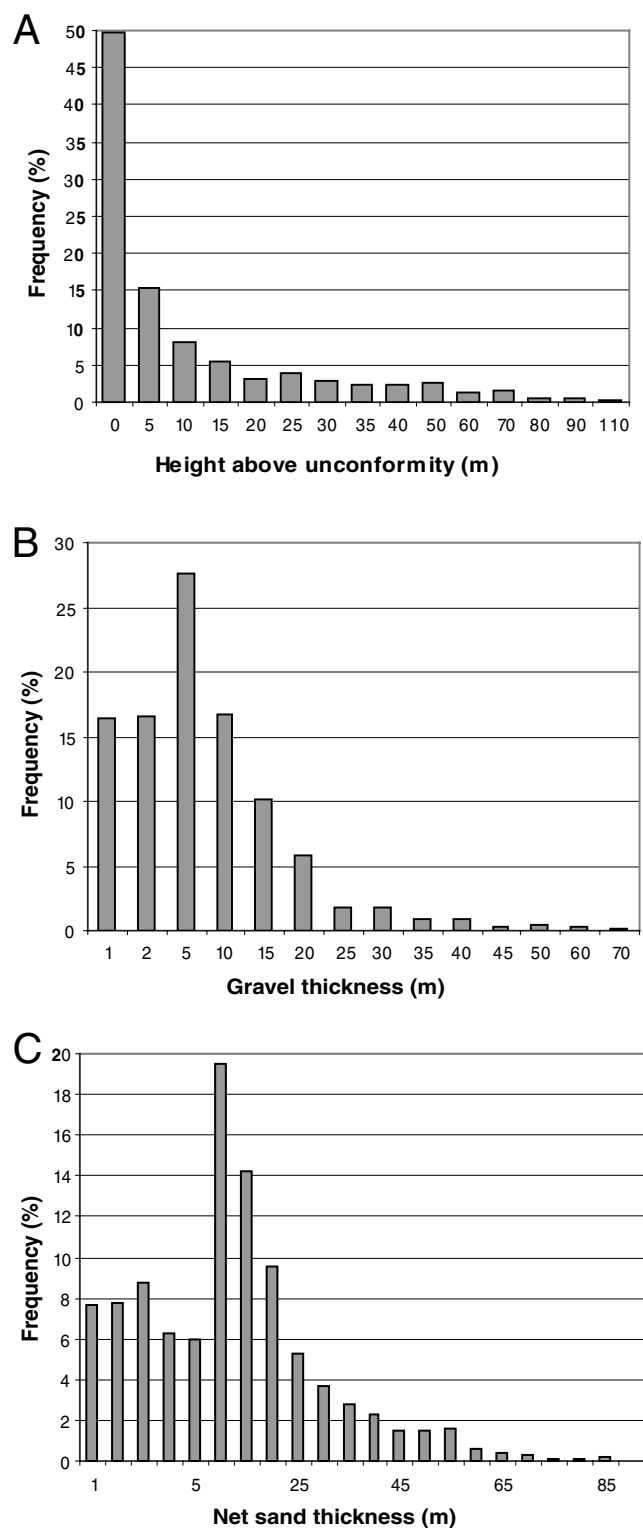 A
50
45
40
35
30
25
20
15
10
5
0
Frequency (%)
0 5 10 15 20 25 30 35 40 50 60 70 80 90 110
Height above unconformity (m)
B
30
25
20
15
10
5
0
Frequency (%)
1 2 5 10 15 20 25 30 35 40 45 50 60 70
Gravel thickness (m)
C
20
18
16
14
12
10
8
6
4
2
0
Frequency (%)
1 5 25 45 65 85
Net sand thickness (m)